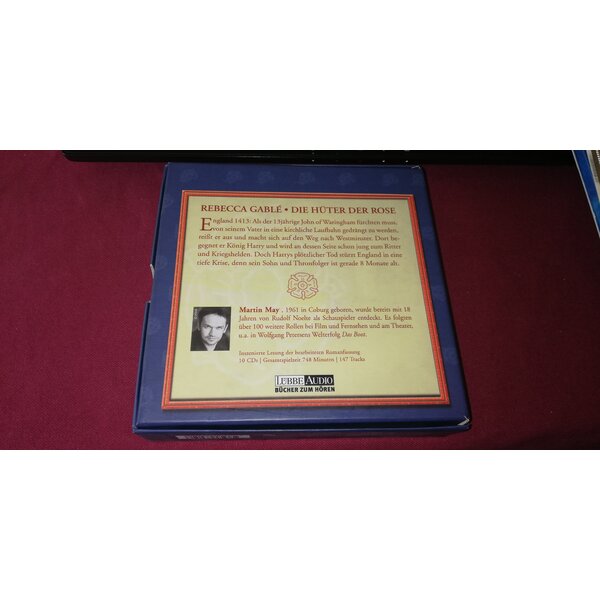 REBECCA GABLÉ • DIE HÜTER DER ROSE
England 1413: Als der 13jährige John of Waringham fürchten muss,
von seinem Vater in eine kirchliche Laufbahn gedrängt zu werden,
reißt er aus und macht sich auf den Weg nach Westminster. Dort be-
gegnet er König Harry und wird an dessen Seite schon jung zum Ritter
und Kriegshelden. Doch Harrys plötzlicher Tod stürzt England in eine
tiefe Krise, denn sein Sohn und Thronfolger ist gerade 8 Monate alt.
Martin May, 1961 in Coburg geboren, wurde bereits mit 18
Jahren von Rudolf Noelte als Schauspieler entdeckt. Es folgten
über 100 weitere Rollen bei Film und Fernsehen und am Theater,
u.a. in Wolfgang Petersens Welterfolg Das Boot.
Inszenierte Lesung der bearbeiteten Romanfassung
10 CDs | Gesamtspielzeit 748 Minuten | 147 Tracks
LÜBBE AUDIO
BÜCHER ZUM HÖREN